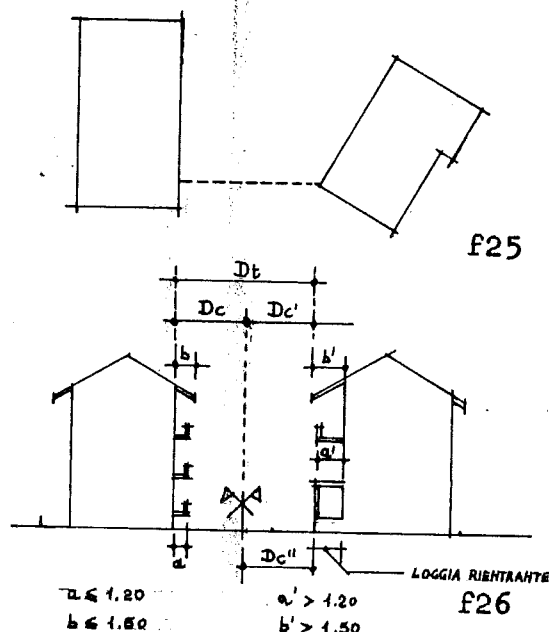 f25
Dt
Dc Dc'
b b'
a'
a Dc"
LOGGIA RIENTRANTE
a ≤ 1.20 a' > 1.20
f26
b ≤ 1.50 b' > 1.50